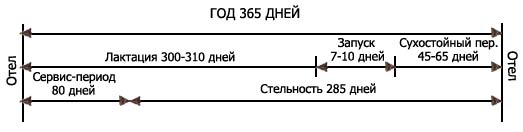 ГОД 365 ДНЕЙ
Отел
Лактация 300-310 дней
Запуск
7-10 дней
Сухостойный пер.
45-65 дней
Отел
Сервис-период
80 дней
Стельность 285 дней